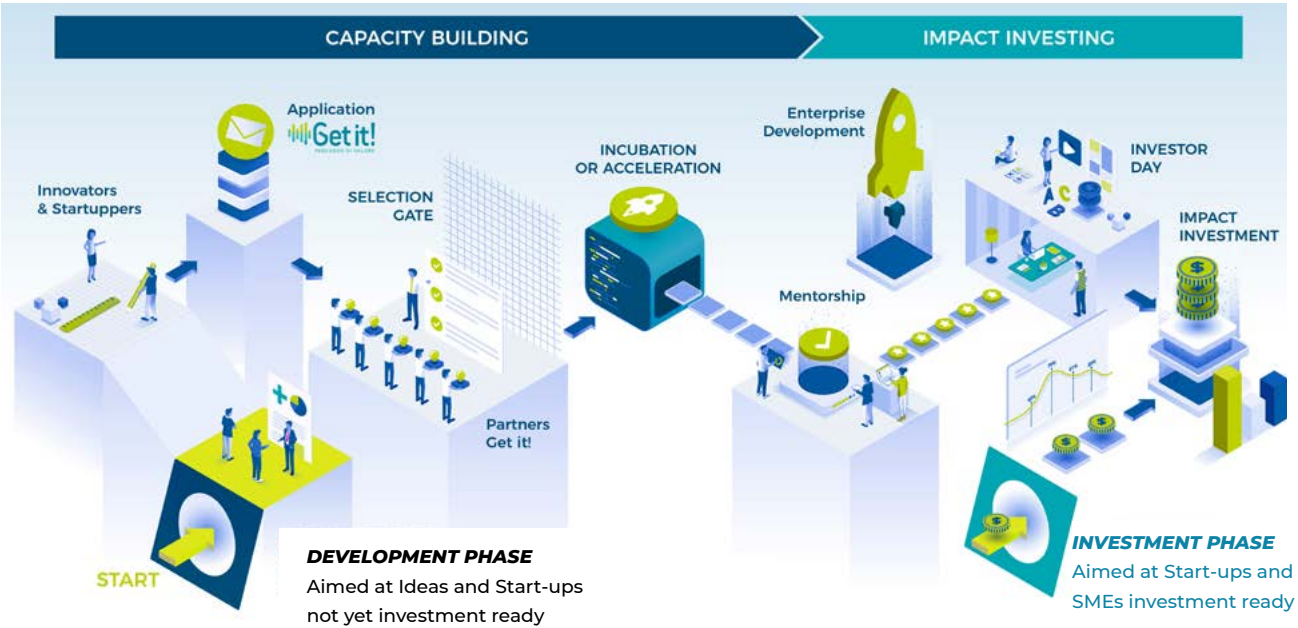 CAPACITY BUILDING
IMPACT INVESTING
Application
Get it!
Innovators
& Startuppers
SELECTION
GATE
Partners
Get it!
INCUBATION
OR ACCELERATION
Mentorship
Enterprise
Development
INVESTOR
DAY
A
B
C
IMPACT
INVESTMENT
START
DEVELOPMENT PHASE
Aimed at Ideas and Start-ups
not yet investment ready
INVESTMENT PHASE
Aimed at Start-ups and
SMEs investment ready